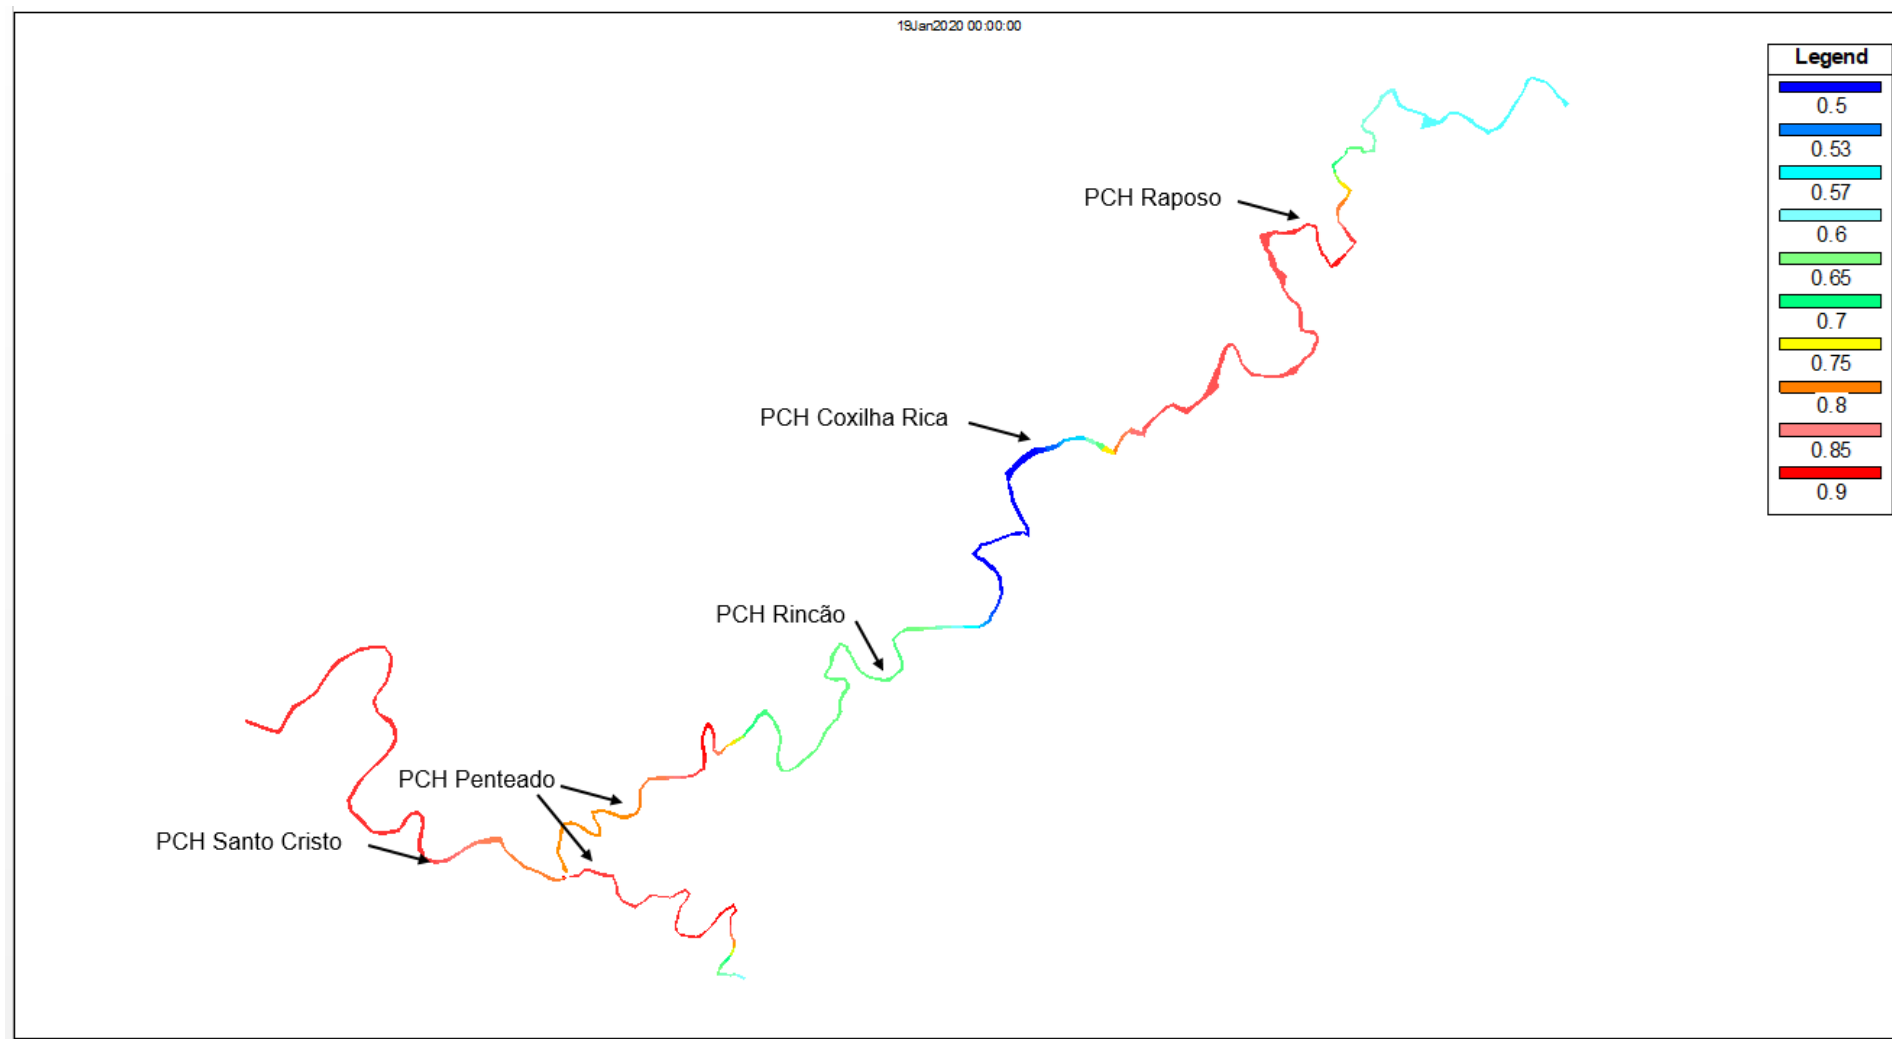 19Jan2020 00:00:00
Legend
0.5
0.53
0.57
0.6
0.65
0.7
0.75
0.8
0.85
0.9
PCH Raposo
PCH Coxilha Rica
PCH Rincão
PCH Penteado
PCH Santo Cristo